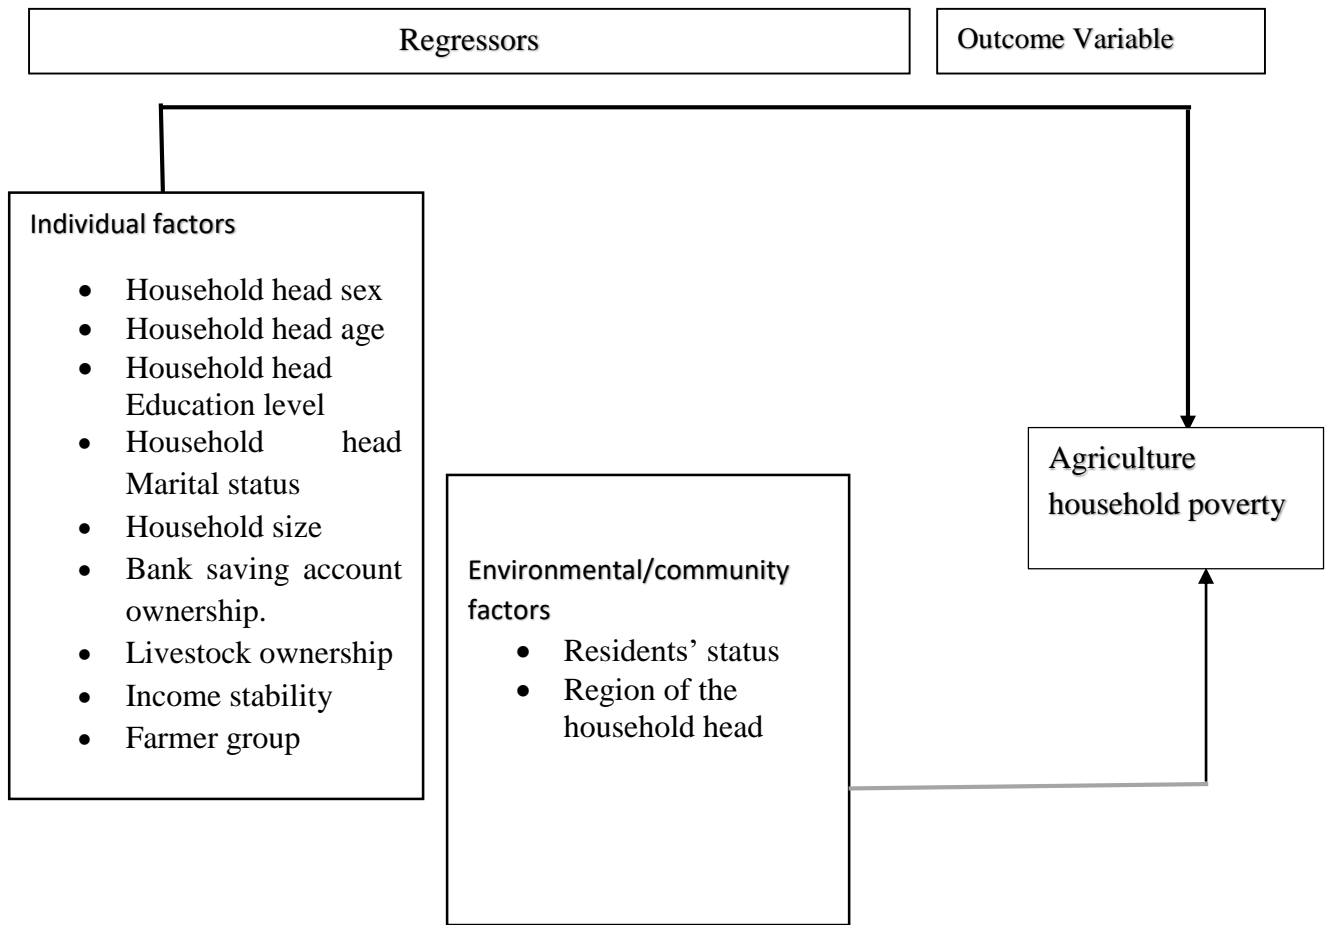 Regressors
Outcome Variable
Individual factors
• Household head sex
• Household head age
• Household head
Education level
• Household head
Marital status
• Household size
• Bank saving account
ownership.
• Livestock ownership
• Income stability
• Farmer group
Environmental/community
factors
• Residents’ status
• Region of the
household head
Agriculture
household poverty